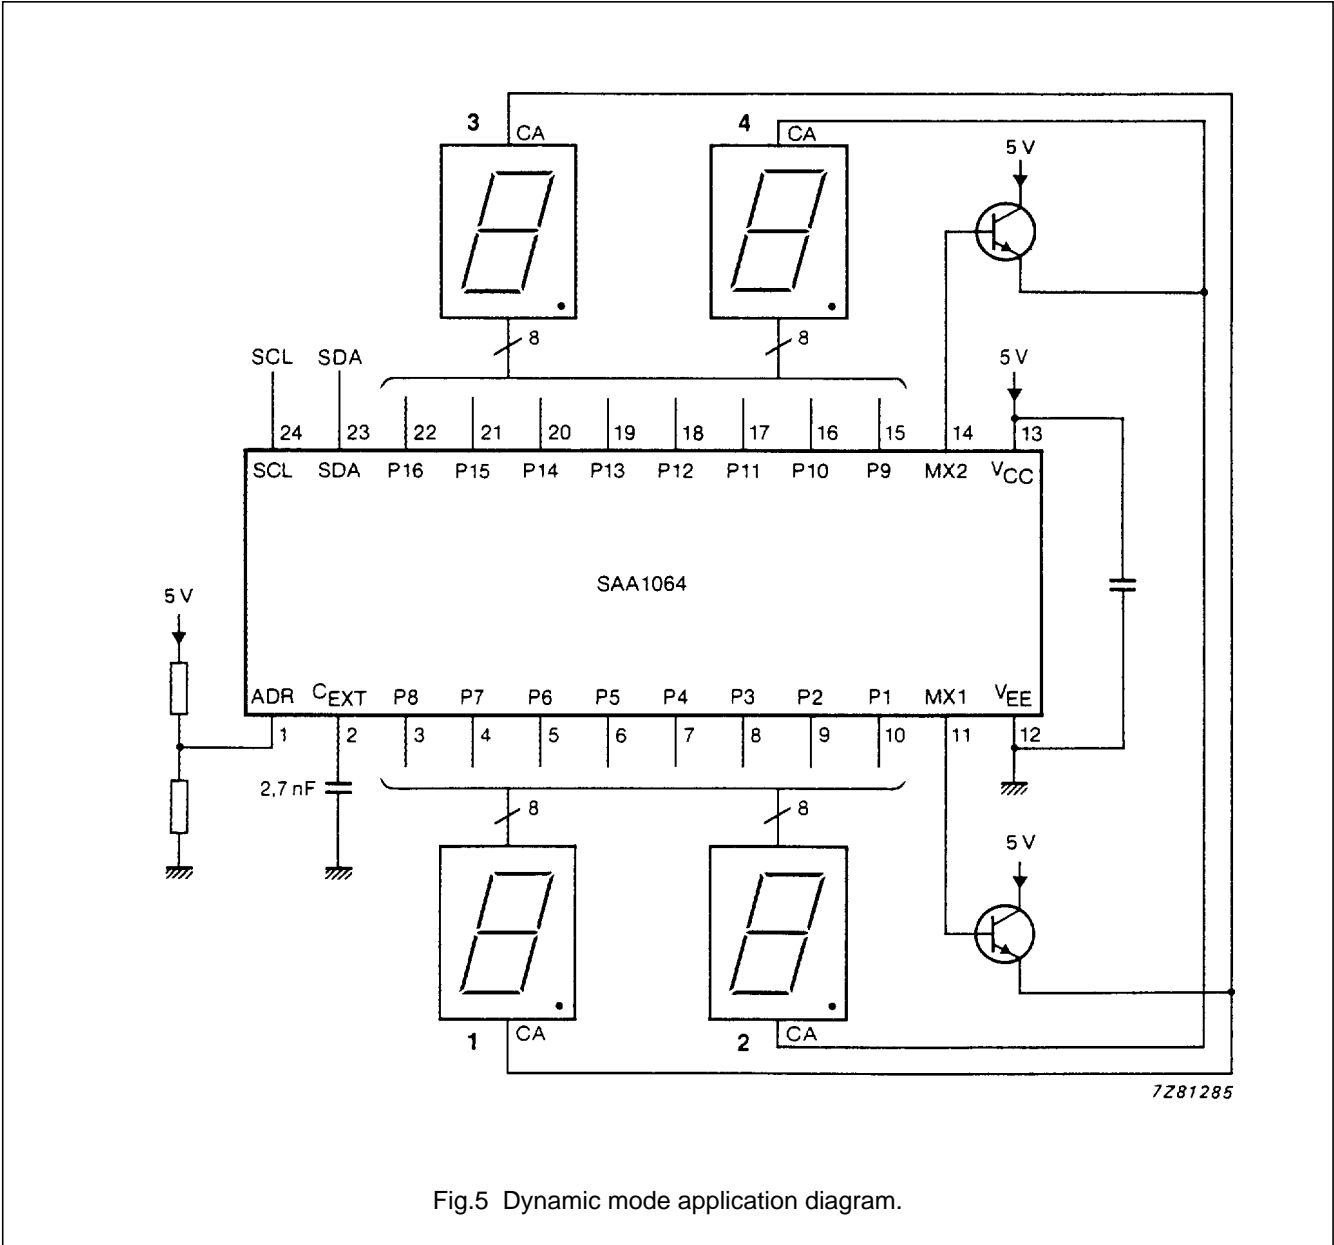 3 CA 4 CA 5 V
8 8
SCL SDA 5 V
24 23 22 21 20 19 18 17 16 15 14 13
SCL SDA P16 P15 P14 P13 P12 P11 P10 P9 MX2 VCC
SAA1064
5 V
ADR CEXT P8 P7 P6 P5 P4 P3 P2 P1 MX1 VEE
1 2 3 4 5 6 7 8 9 10 11 12
2,7 nF 8 8
5 V
1 CA 2 CA
7Z81285
Fig.5 Dynamic mode application diagram.